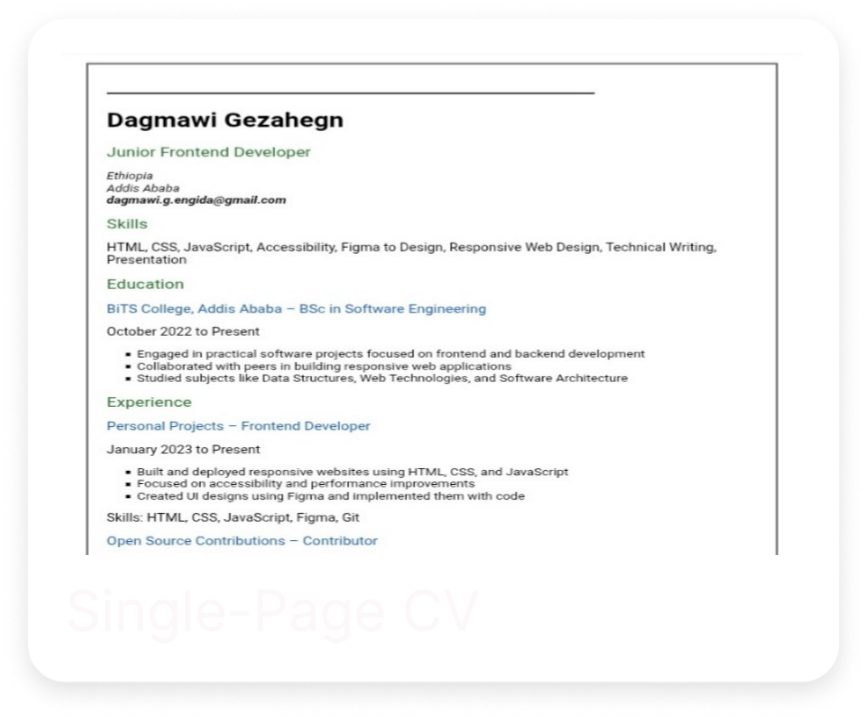 Dagmawi Gezahegn
Junior Frontend Developer
Ethiopia
Addis Ababa
dagmawi.g.engida@gmail.com
Skills
HTML, CSS, JavaScript, Accessibility, Figma to Design, Responsive Web Design, Technical Writing,
Presentation
Education
BiTS College, Addis Ababa – BSc in Software Engineering
October 2022 to Present
▪ Engaged in practical software projects focused on frontend and backend development
▪ Collaborated with peers in building responsive web applications
▪ Studied subjects like Data Structures, Web Technologies, and Software Architecture
Experience
Personal Projects – Frontend Developer
January 2023 to Present
▪ Built and deployed responsive websites using HTML, CSS, and JavaScript
▪ Focused on accessibility and performance improvements
▪ Created UI designs using Figma and implemented them with code
Skills: HTML, CSS, JavaScript, Figma, Git
Open Source Contributions – Contributor
Single-Page CV